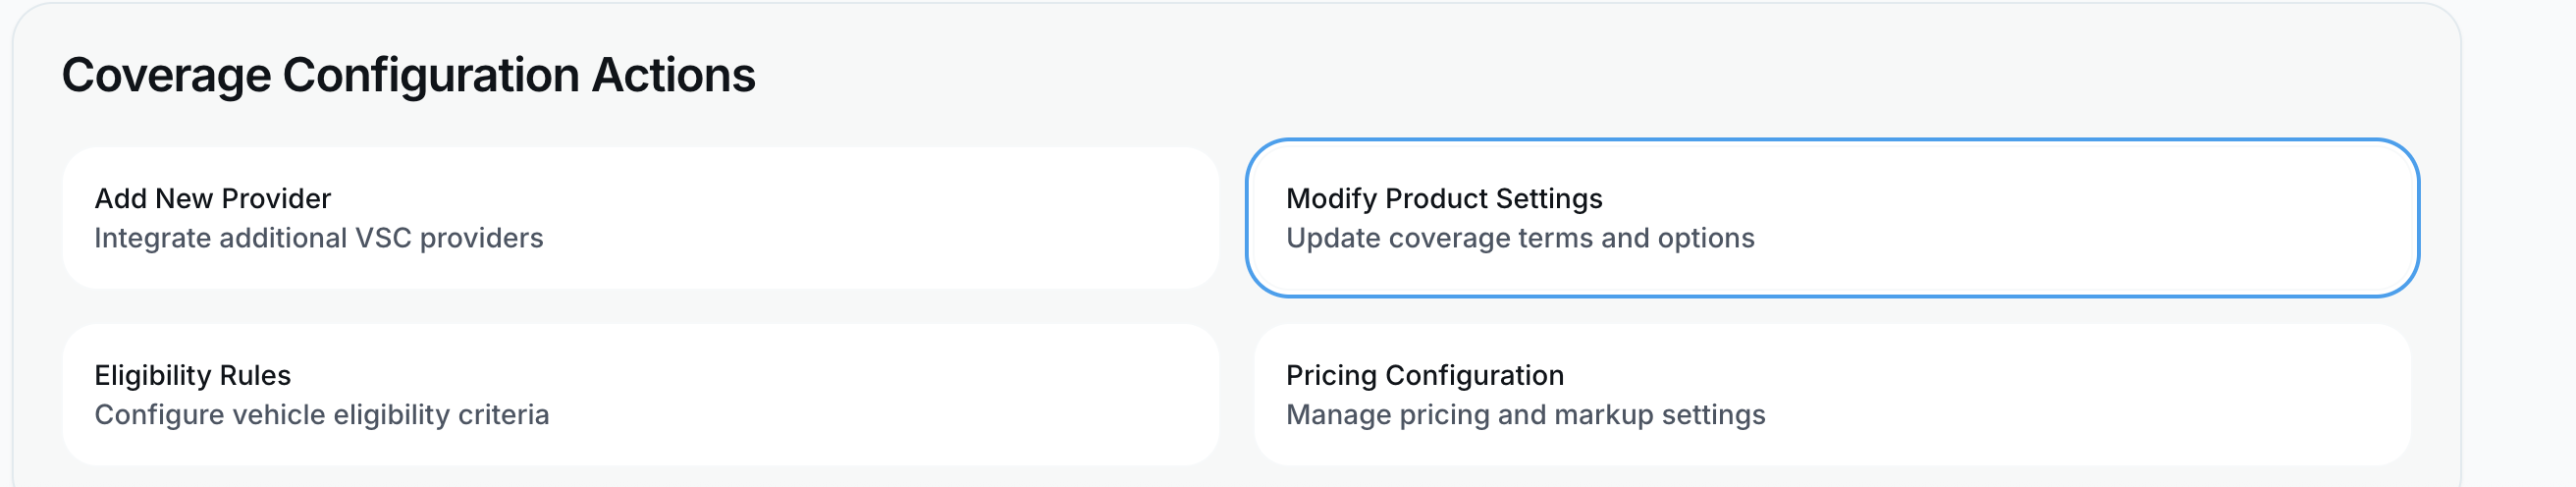 Coverage Configuration Actions
Add New Provider
Integrate additional VSC providers
Modify Product Settings
Update coverage terms and options
Eligibility Rules
Configure vehicle eligibility criteria
Pricing Configuration
Manage pricing and markup settings